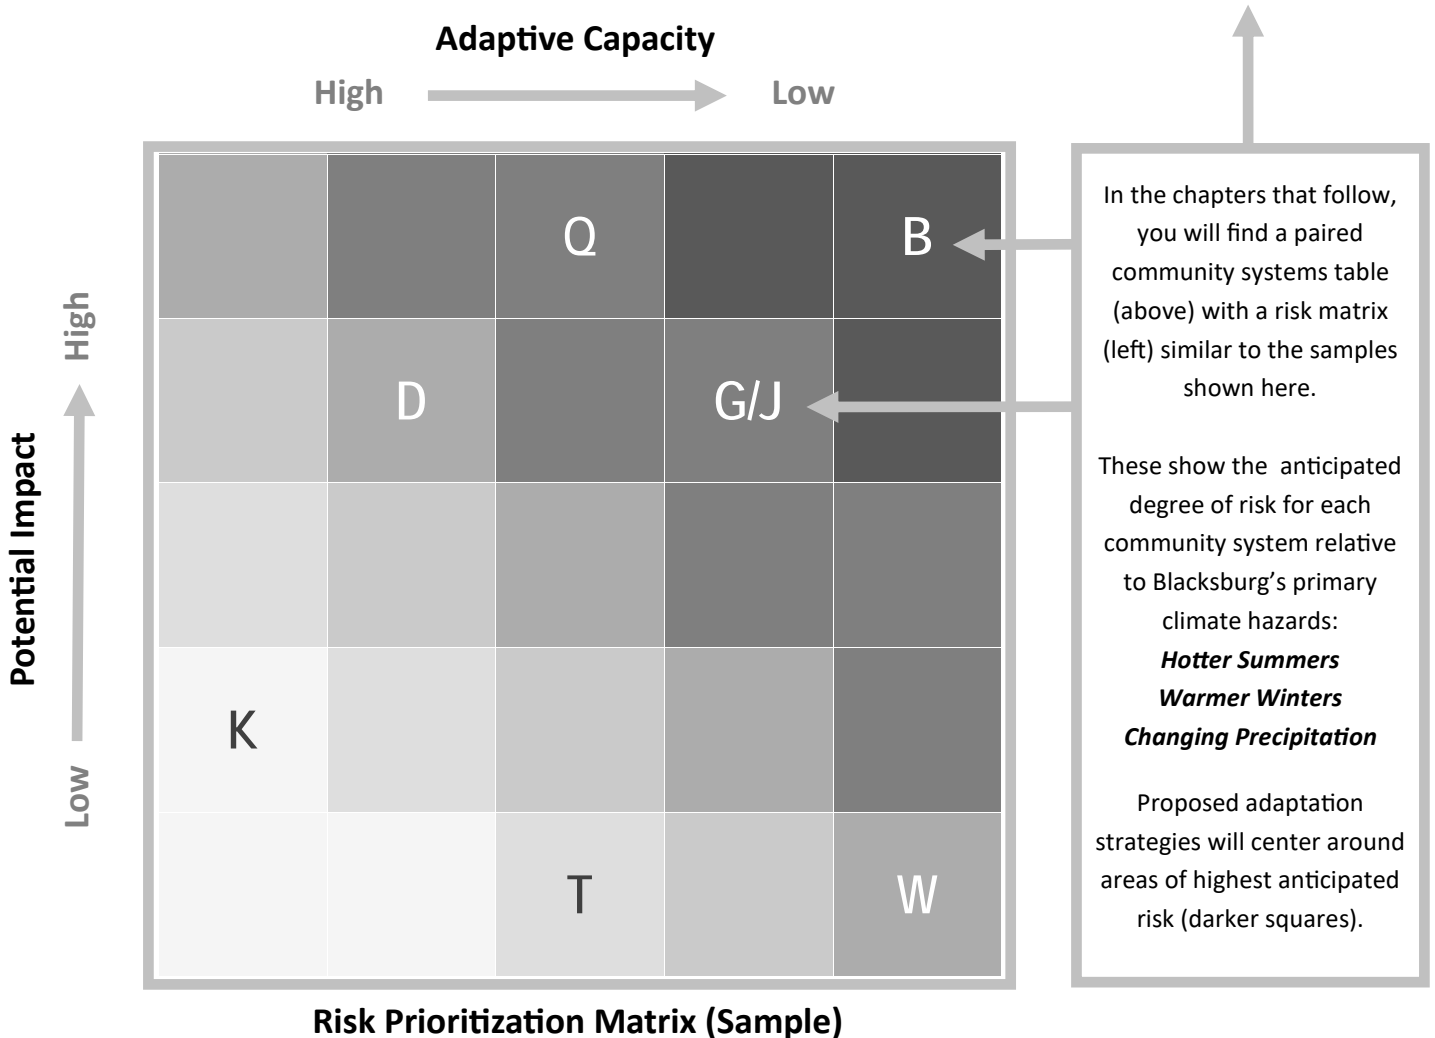 Adaptive Capacity
High
Low
Potential Impact
High
Low
Q
B
D
G/J
K
T
W
Risk Prioritization Matrix (Sample)
In the chapters that follow,
you will find a paired
community systems table
(above) with a risk matrix
(left) similar to the samples
shown here.
These show the anticipated
degree of risk for each
community system relative
to Blacksburg’s primary
climate hazards:
Hotter Summers
Warmer Winters
Changing Precipitation
Proposed adaptation
strategies will center around
areas of highest anticipated
risk (darker squares).